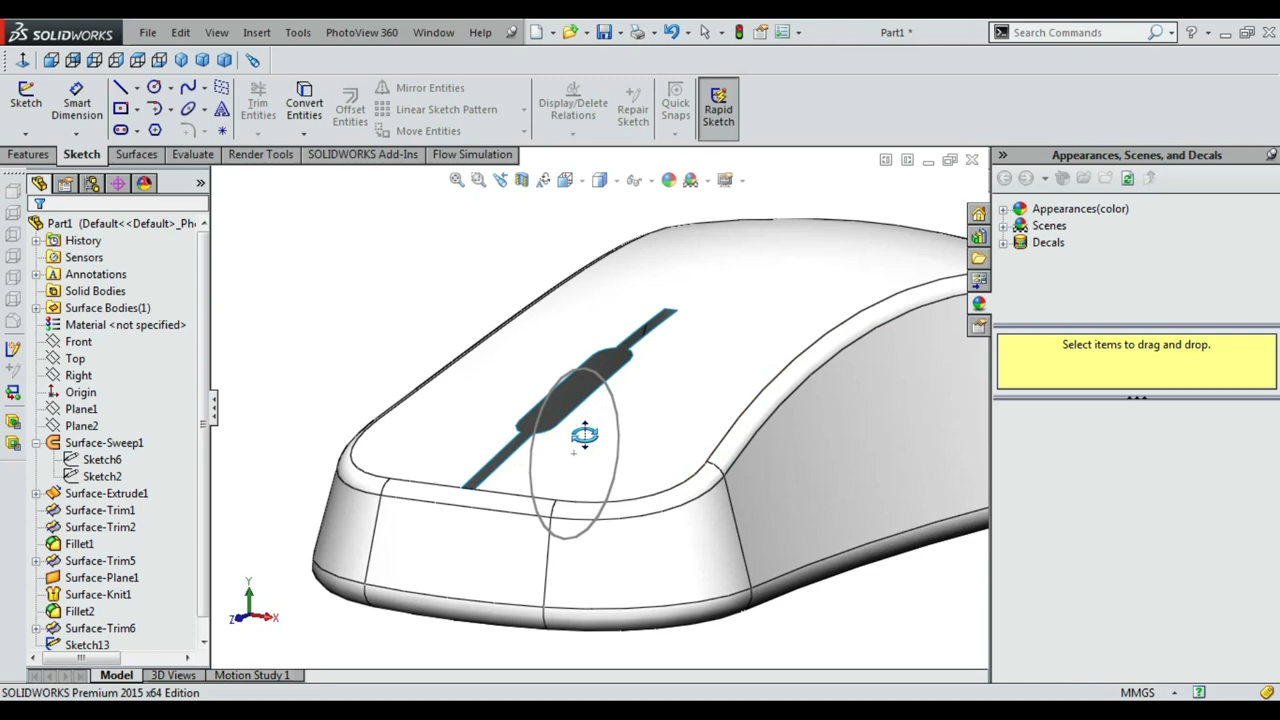 SOLIDWORKS File Edit View Insert Tools PhotoView 360 Window Help Part1 * Search Commands
Sketch Smart Dimension Trim Entities Convert Entities Offset Entities Mirror Entities Linear Sketch Pattern Move Entities Display/Delete Relations Repair Sketch Quick Snaps Rapid Sketch
Features Sketch Surfaces Evaluate Render Tools SOLIDWORKS Add-Ins Flow Simulation
Appearances, Scenes, and Decals
Part1 (Default<<Default>_Ph
History
Sensors
Annotations
Solid Bodies
Surface Bodies(1)
Material <not specified>
Front
Top
Right
Origin
Plane1
Plane2
Surface-Sweep1
Sketch6
Sketch2
Surface-Extrude1
Surface-Trim1
Surface-Trim2
Fillet1
Surface-Trim5
Surface-Plane1
Surface-Knit1
Fillet2
Surface-Trim6
Sketch13
Y
Z X
Appearances(color)
Scenes
Decals
Select items to drag and drop.
Model 3D Views Motion Study 1
SOLIDWORKS Premium 2015 x64 Edition MMGS